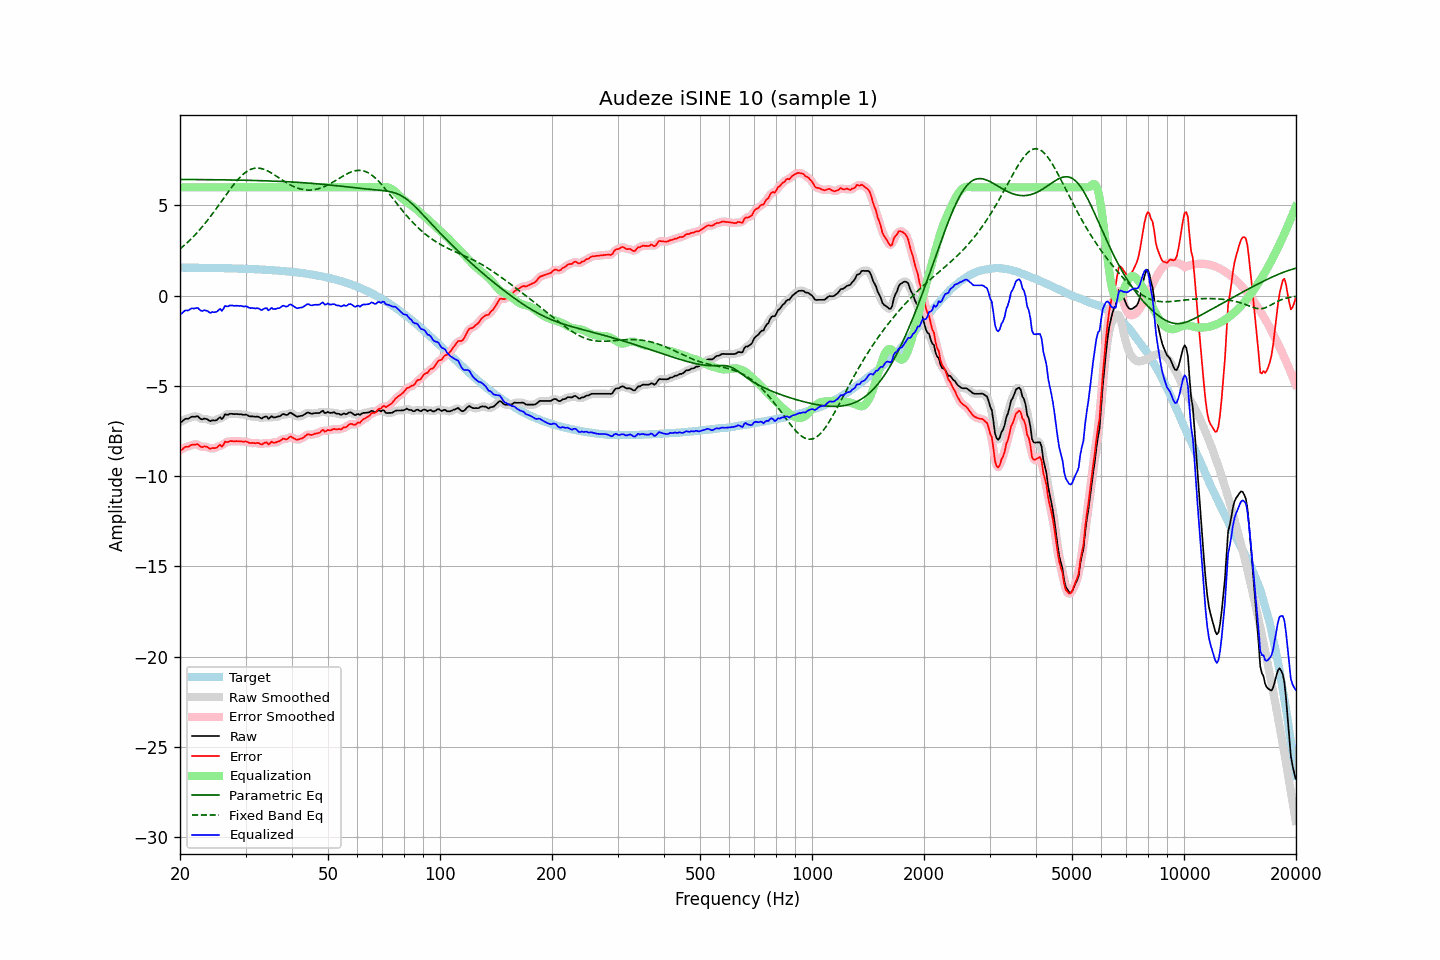 Audeze iSINE 10 (sample 1)
5
0
−5
−10
−15
−20
−25
−30
Amplitude (dBr)
Target
Raw Smoothed
Error Smoothed
Raw
Error
Equalization
Parametric Eq
Fixed Band Eq
Equalized
20 50 100 200 500 1000 2000 5000 10000 20000
Frequency (Hz)